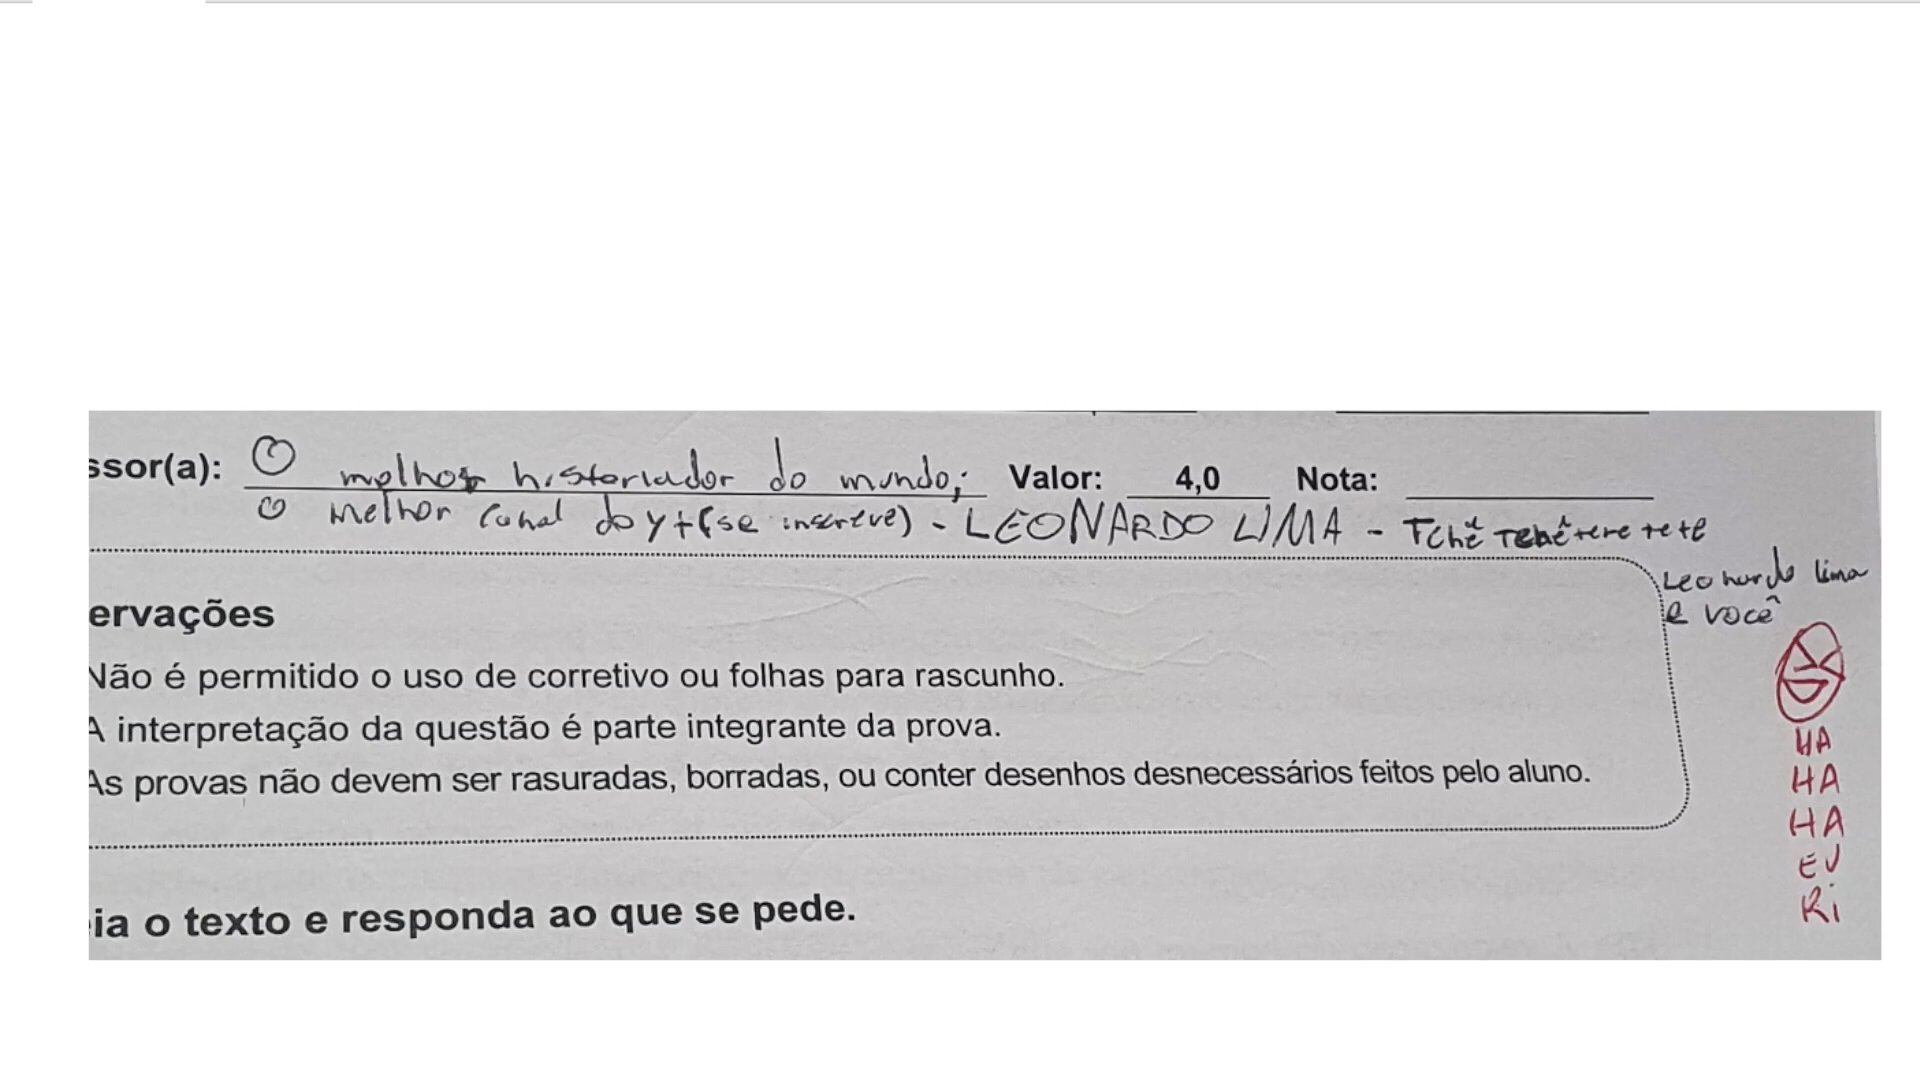 ssor(a): O melhor historiador do mundo; Valor: 4,0 Nota:
o melhor canal do yt (se inscreve) - LEONARDO LIMA - Tchê Tchêrere tetê
Leonardo lima
e você
ervações
Não é permitido o uso de corretivo ou folhas para rascunho.
A interpretação da questão é parte integrante da prova.
As provas não devem ser rasuradas, borradas, ou conter desenhos desnecessários feitos pelo aluno.
HA
HA
HA
EU
Ri
ia o texto e responda ao que se pede.